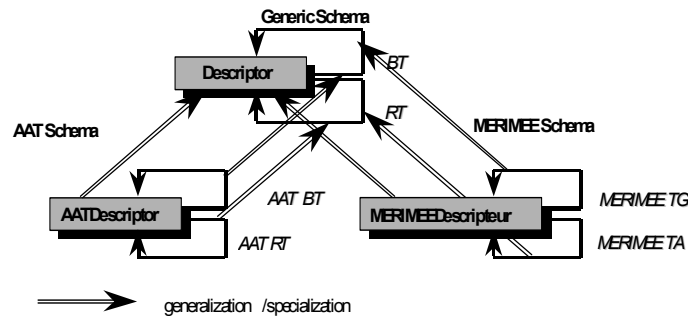 Generic Schema
Descriptor
BT
RT
AAT Schema
MERIMEE Schema
AATDescriptor
AAT BT
AAT RT
MERIMEEDescripteur
MERIMEE TG
MERIMEE TA
generalization /specialization